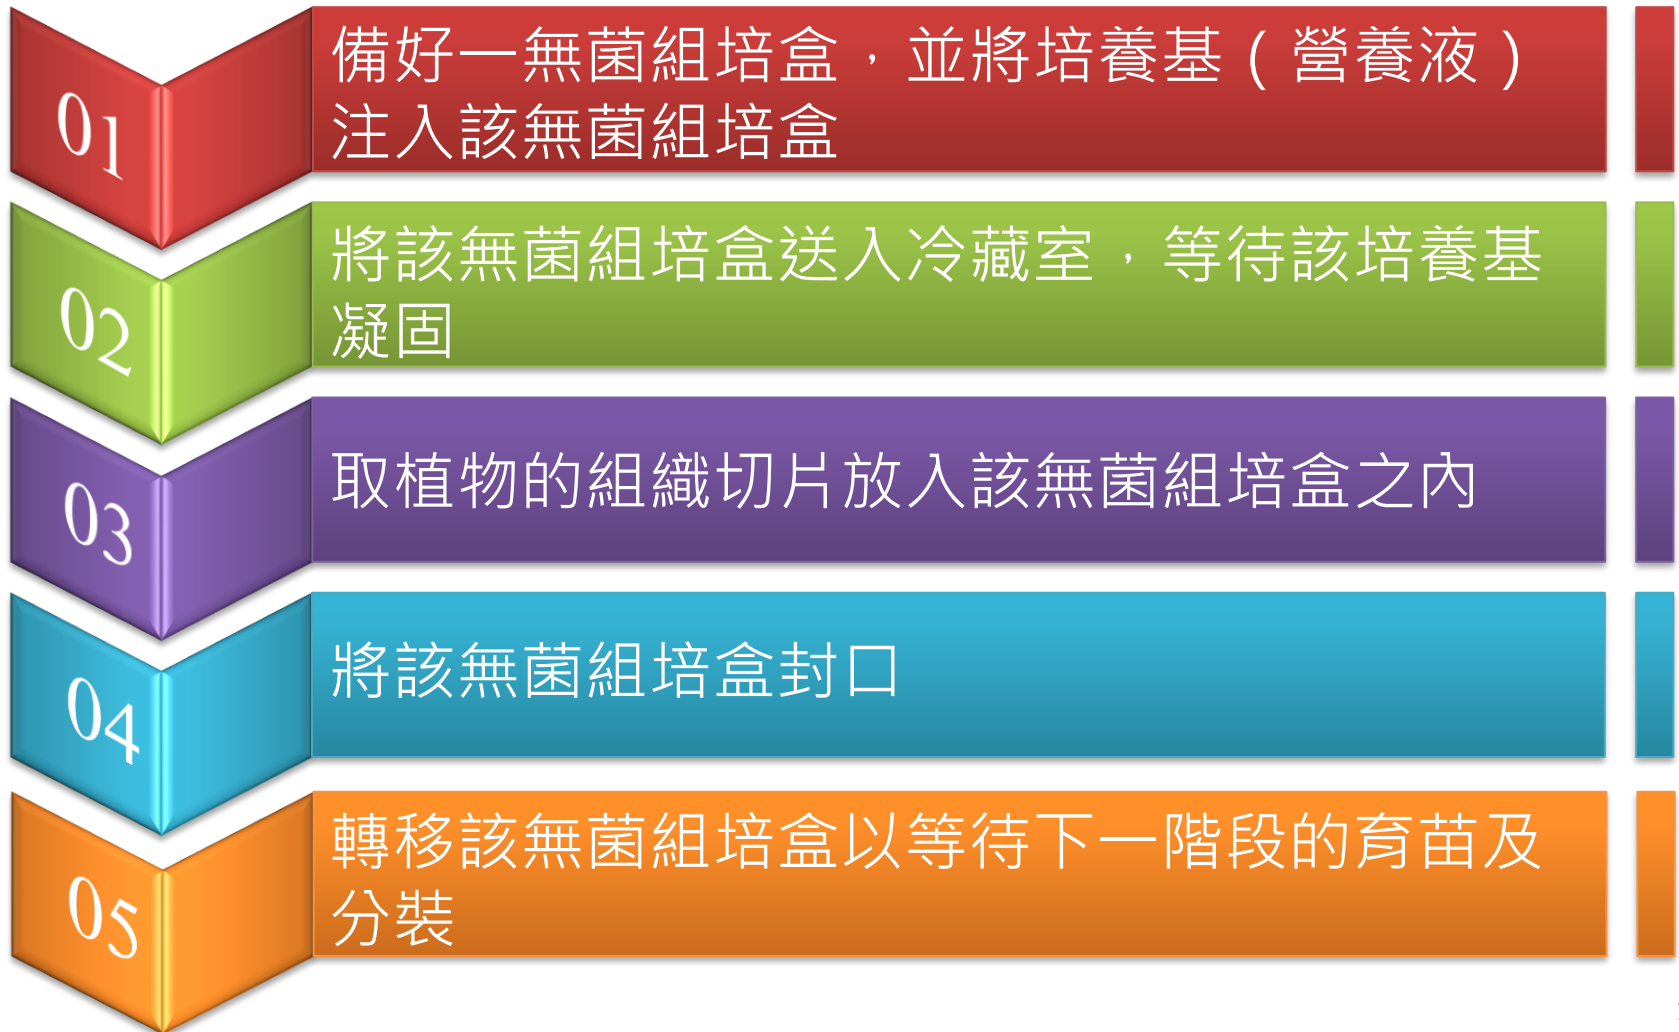 01
備好一無菌組培盒，並將培養基（營養液）
注入該無菌組培盒
02
將該無菌組培盒送入冷藏室，等待該培養基
凝固
03
取植物的組織切片放入該無菌組培盒之內
04
將該無菌組培盒封口
05
轉移該無菌組培盒以等待下一階段的育苗及
分裝